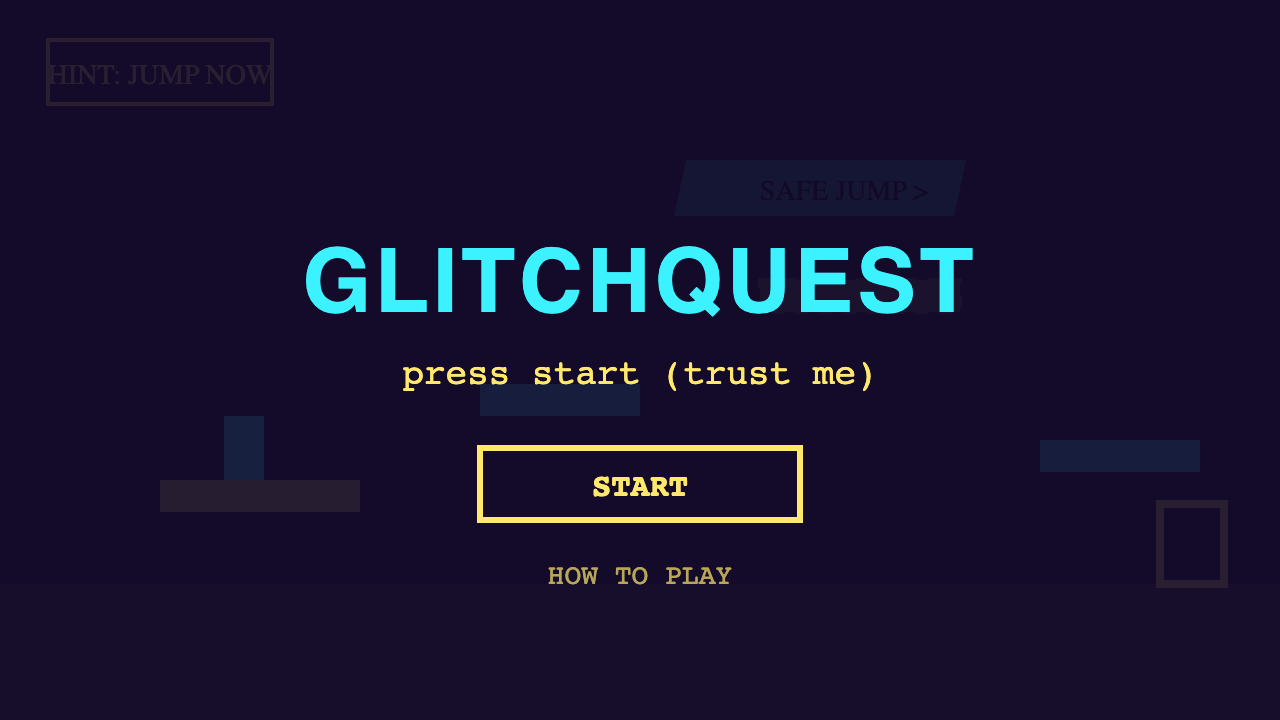 HINT: JUMP NOW
SAFE JUMP >
GLITCHQUEST
press start (trust me)
START
HOW TO PLAY